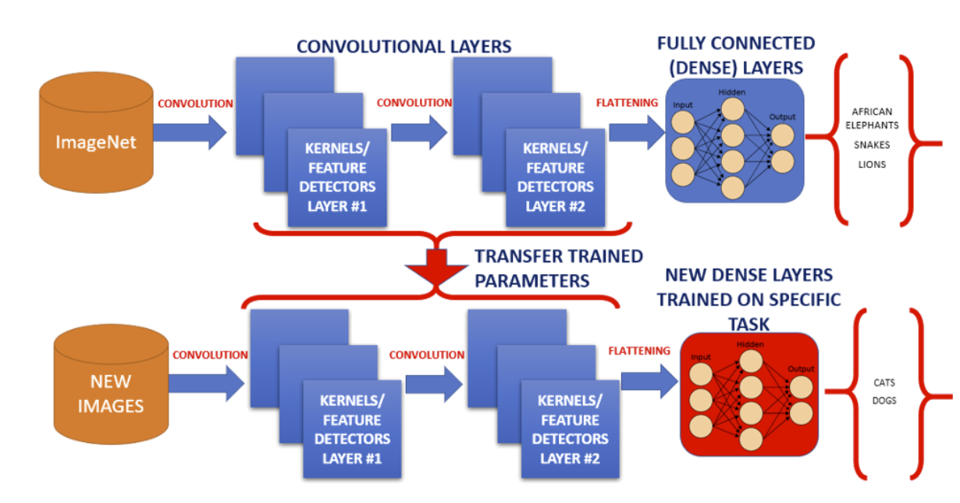 CONVOLUTIONAL LAYERS
FULLY CONNECTED
(DENSE) LAYERS
ImageNet
CONVOLUTION
KERNELS/
FEATURE
DETECTORS
LAYER #1
CONVOLUTION
KERNELS/
FEATURE
DETECTORS
LAYER #2
FLATTENING
Input
Hidden
Output
AFRICAN
ELEPHANTS
SNAKES
LIONS
TRANSFER TRAINED
PARAMETERS
NEW DENSE LAYERS
TRAINED ON SPECIFIC
TASK
NEW
IMAGES
CONVOLUTION
KERNELS/
FEATURE
DETECTORS
LAYER #1
CONVOLUTION
KERNELS/
FEATURE
DETECTORS
LAYER #2
FLATTENING
Input
Hidden
Output
CATS
DOGS